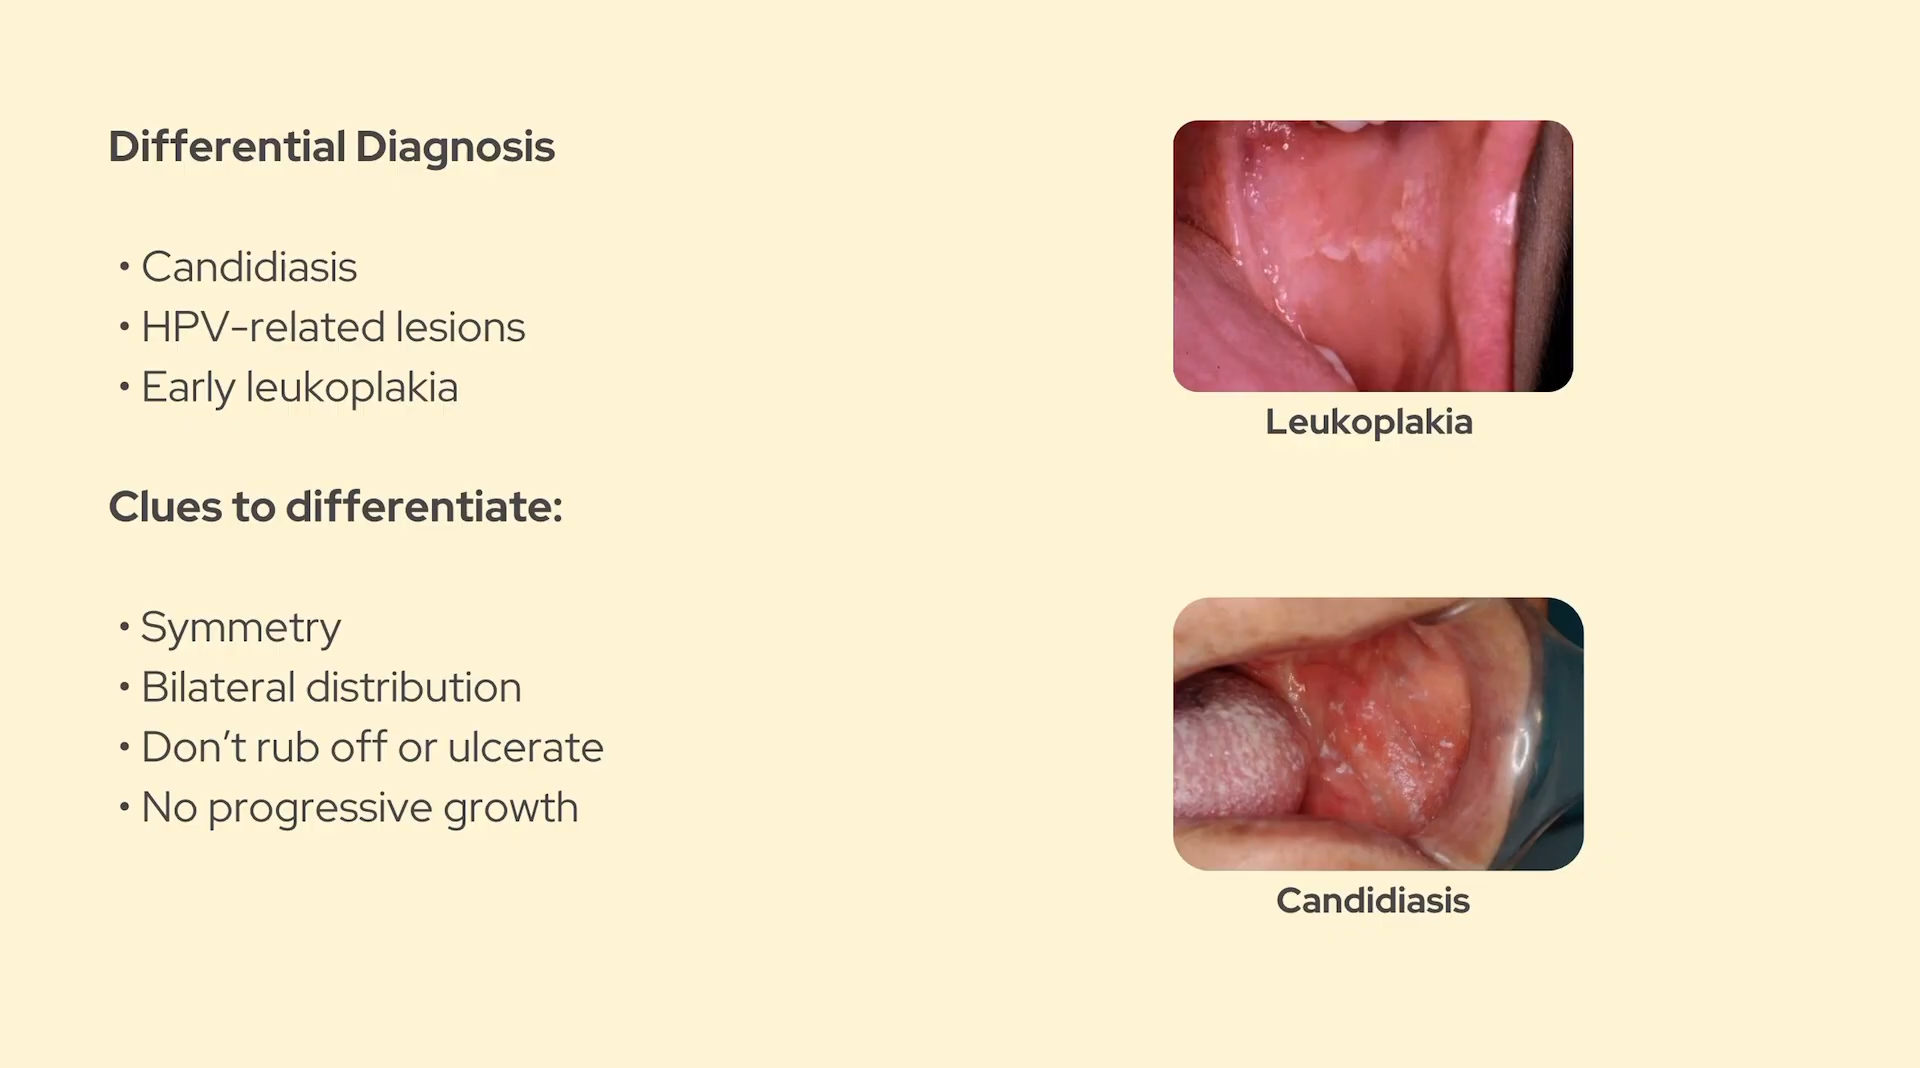 Differential Diagnosis
• Candidiasis
• HPV-related lesions
• Early leukoplakia
Clues to differentiate:
• Symmetry
• Bilateral distribution
• Don’t rub off or ulcerate
• No progressive growth
Leukoplakia
Candidiasis